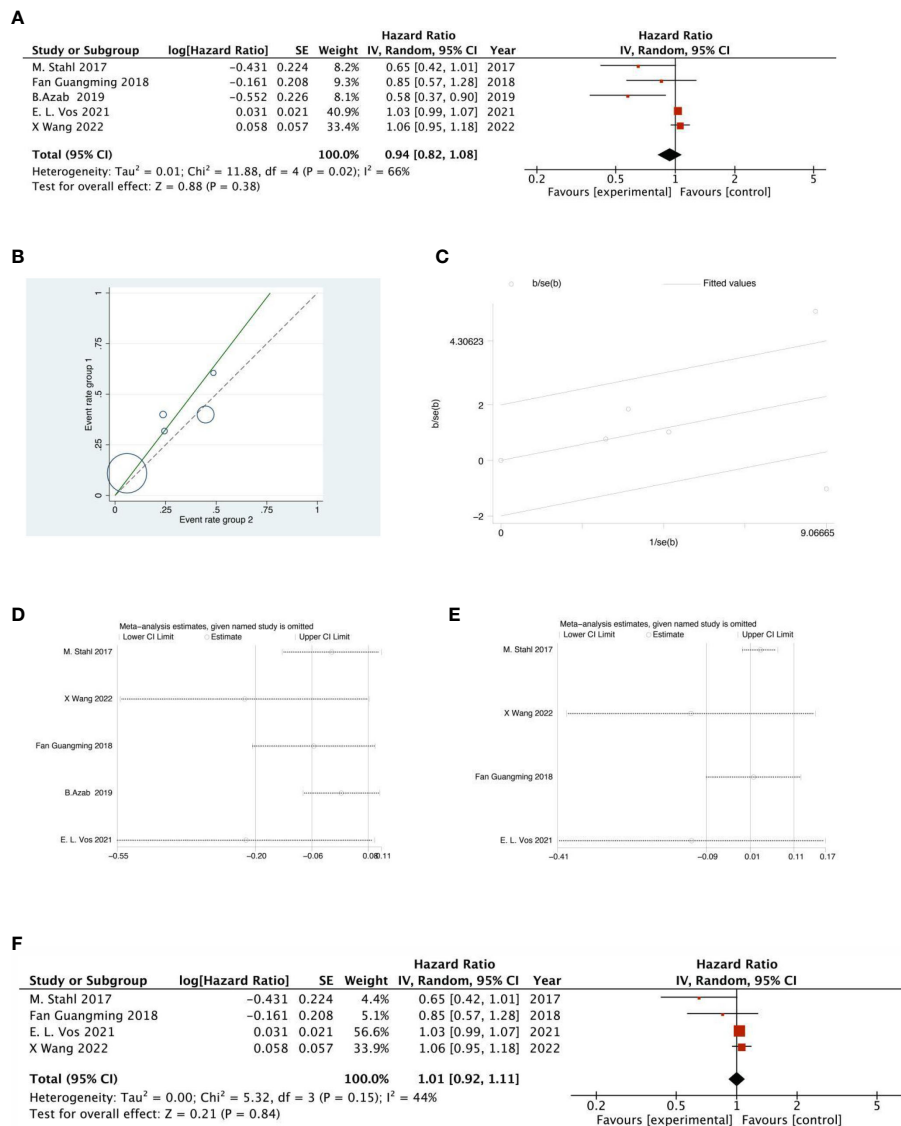 A
Hazard Ratio Hazard Ratio
Study or Subgroup log[Hazard Ratio] SE Weight IV, Random, 95% CI Year IV, Random, 95% CI
M. Stahl 2017 −0.431 0.224 8.2% 0.65 [0.42, 1.01] 2017
Fan Guangming 2018 −0.161 0.208 9.3% 0.85 [0.57, 1.28] 2018
B.Azab 2019 −0.552 0.226 8.1% 0.58 [0.37, 0.90] 2019
E. L. Vos 2021 0.031 0.021 40.9% 1.03 [0.99, 1.07] 2021
X Wang 2022 0.058 0.057 33.4% 1.06 [0.95, 1.18] 2022
Total (95% CI) 100.0% 0.94 [0.82, 1.08]
Heterogeneity: Tau² = 0.01; Chi² = 11.88, df = 4 (P = 0.02); I² = 66%
Test for overall effect: Z = 0.88 (P = 0.38)
0.2 0.5 1 2 5
Favours [experimental] Favours [control]
B
Event rate group 1
1
.75
.5
.25
0
0 .25 .5 .75 1
Event rate group 2
C
b/se(b) Fitted values
b/se(b)
4.30623
2
0
−2
0 9.06665
1/se(b)
D
Meta−analysis estimates, given named study is omitted
Lower CI Limit Estimate Upper CI Limit
M. Stahl 2017
X Wang 2022
Fan Guangming 2018
B.Azab 2019
E. L. Vos 2021
−0.55 −0.20 −0.06 0.08 0.11
E
Meta−analysis estimates, given named study is omitted
Lower CI Limit Estimate Upper CI Limit
M. Stahl 2017
X Wang 2022
Fan Guangming 2018
E. L. Vos 2021
−0.41 −0.09 0.01 0.11 0.17
F
Hazard Ratio Hazard Ratio
Study or Subgroup log[Hazard Ratio] SE Weight IV, Random, 95% CI Year IV, Random, 95% CI
M. Stahl 2017 −0.431 0.224 4.4% 0.65 [0.42, 1.01] 2017
Fan Guangming 2018 −0.161 0.208 5.1% 0.85 [0.57, 1.28] 2018
E. L. Vos 2021 0.031 0.021 56.6% 1.03 [0.99, 1.07] 2021
X Wang 2022 0.058 0.057 33.9% 1.06 [0.95, 1.18] 2022
Total (95% CI) 100.0% 1.01 [0.92, 1.11]
Heterogeneity: Tau² = 0.00; Chi² = 5.32, df = 3 (P = 0.15); I² = 44%
Test for overall effect: Z = 0.21 (P = 0.84)
0.2 0.5 1 2 5
Favours [experimental] Favours [control]